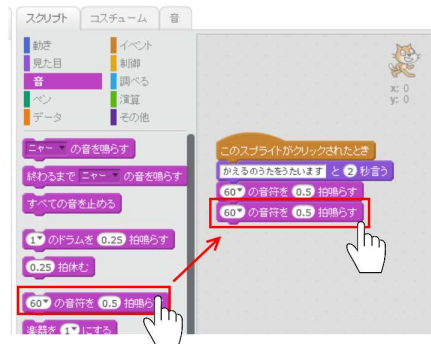 スクリプト コスチューム 音
動き イベント
見た目 制御
音 調べる
ペン 演算
データ その他
ニャー の音を鳴らす
終わるまで ニャー の音を鳴らす
すべての音を止める
1 のドラムを 0.25 拍鳴らす
0.25 拍休む
60 の音符を 0.5 拍鳴らす
楽器を 1 にする
x: 0
y: 0
このスプライトがクリックされたとき
かえるのうたをうたいます と 2 秒言う
60 の音符を 0.5 拍鳴らす
60 の音符を 0.5 拍鳴らす